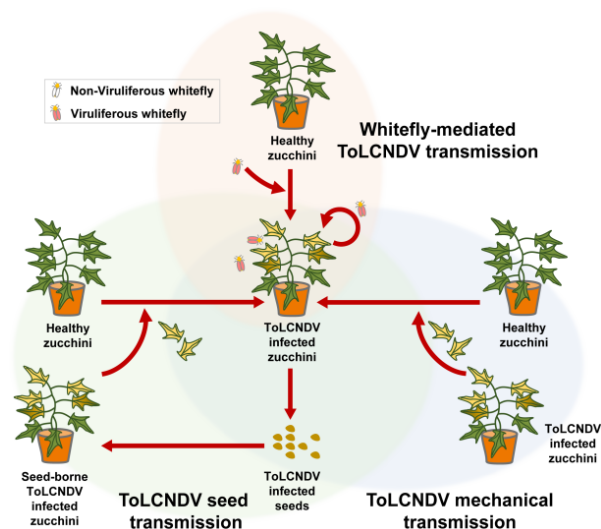 Non-Viruliferous whitefly
Viruliferous whitefly
Healthy
zucchini
Whitefly-mediated
ToLCNDV transmission
Healthy
zucchini
ToLCNDV
infected
zucchini
Healthy
zucchini
Seed-borne
ToLCNDV
infected
zucchini
ToLCNDV
infected
seeds
ToLCNDV
infected
zucchini
ToLCNDV seed
transmission
ToLCNDV mechanical
transmission